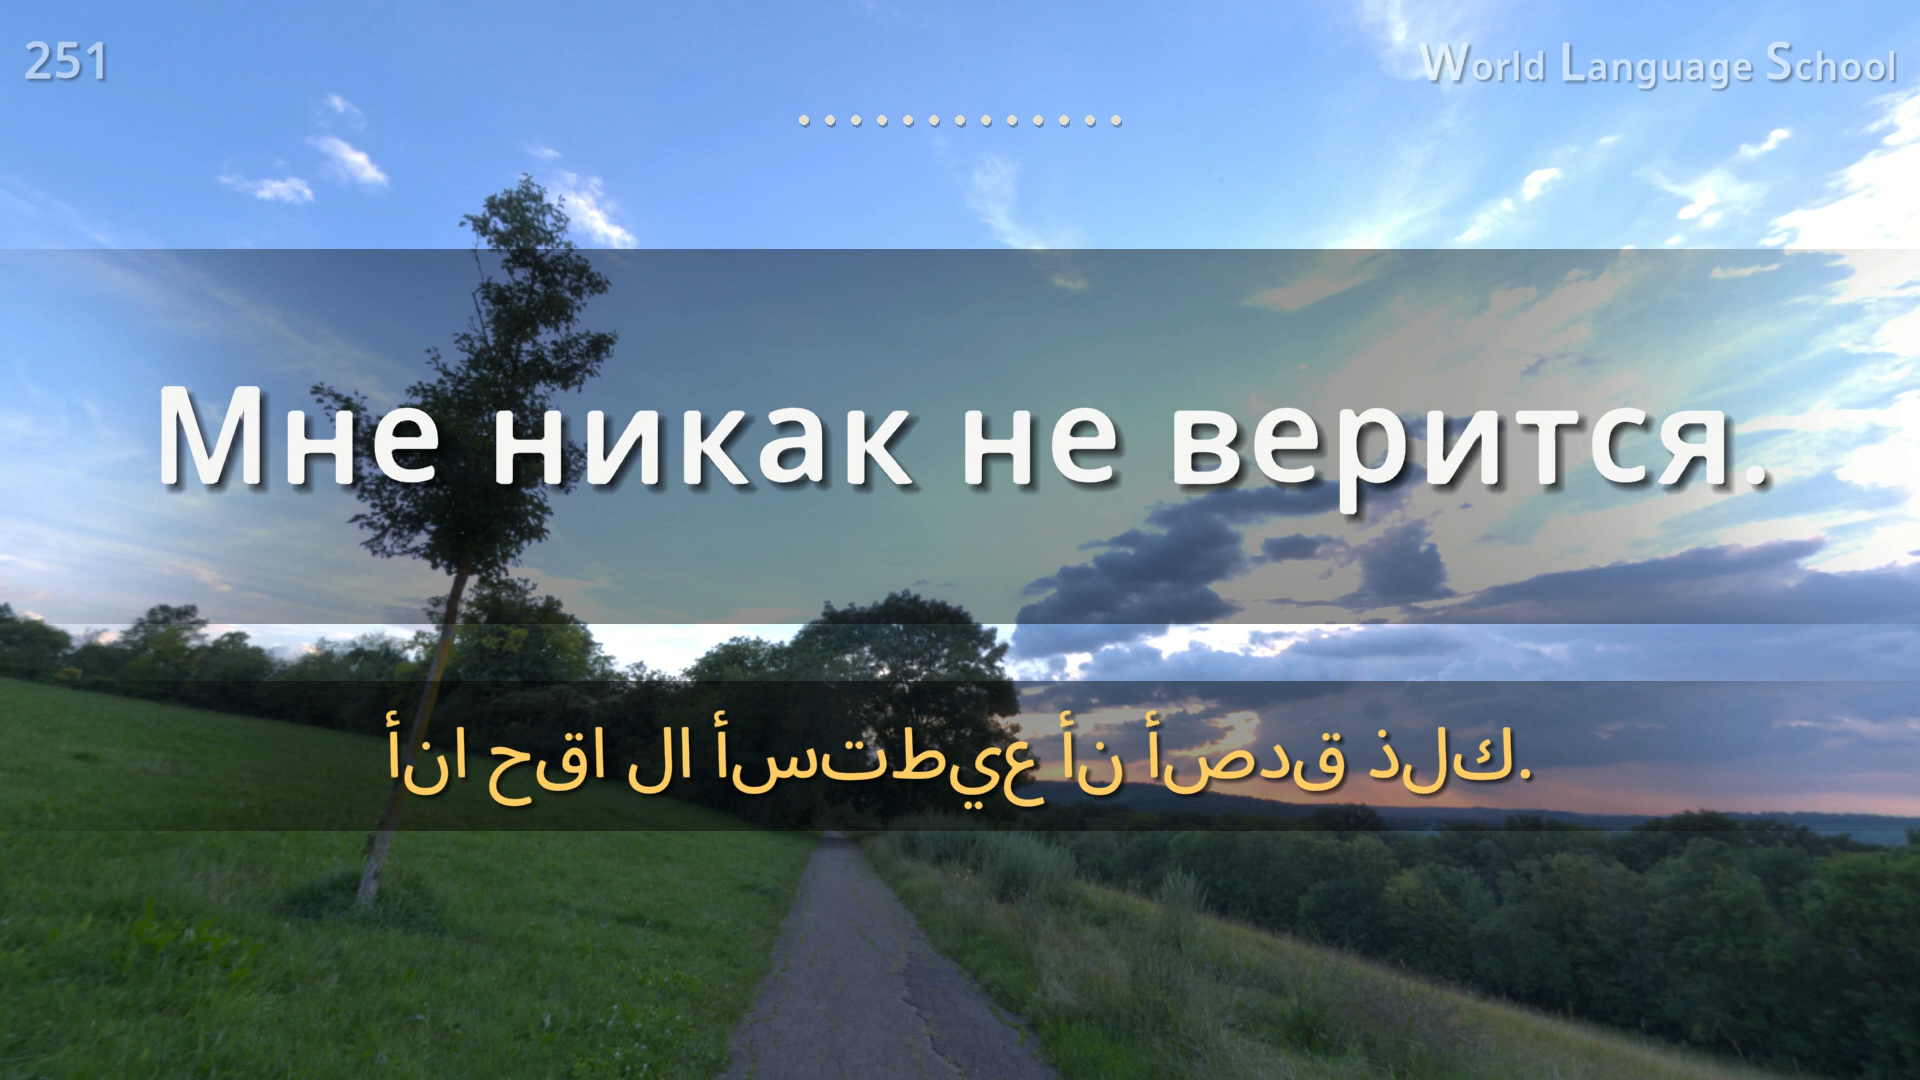 251
World Language School
Мне никак не верится.
أنا حقا لا أستطيع أن أصدق ذلك.